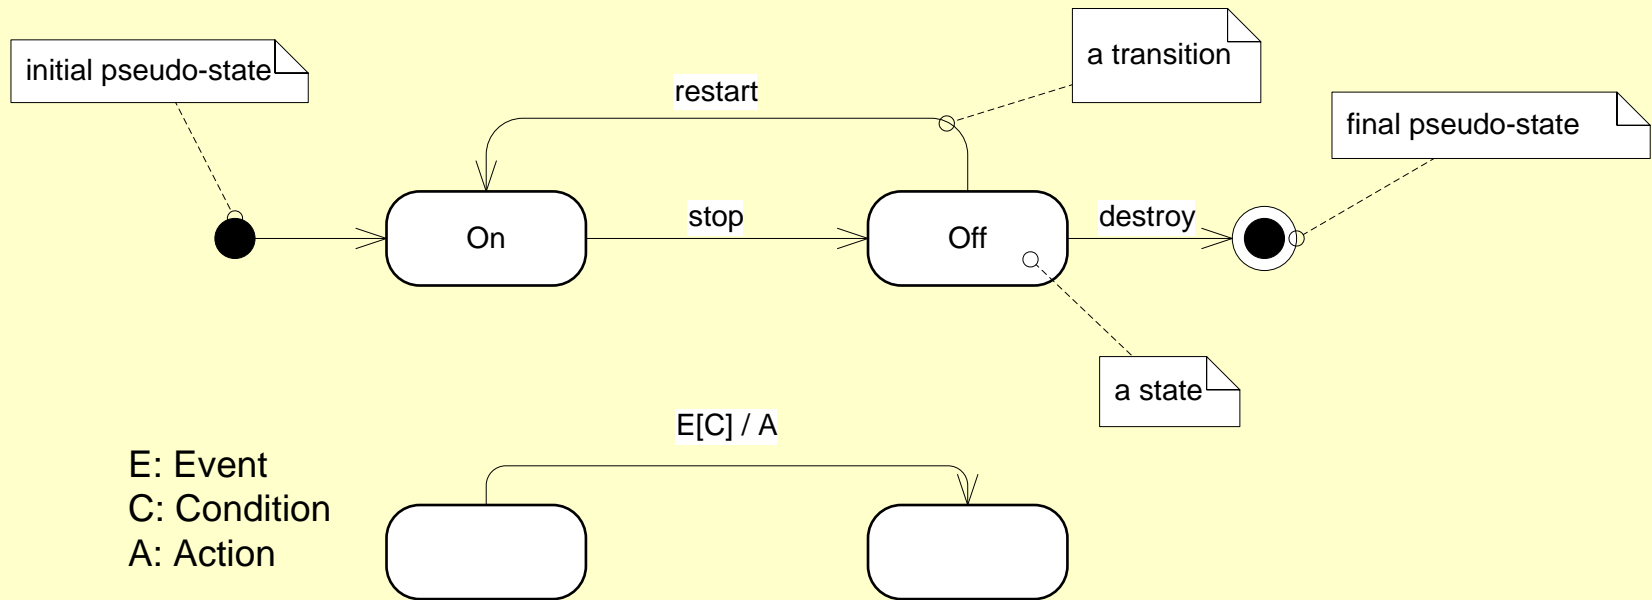 a transition
initial pseudo-state
restart
final pseudo-state
stop
destroy
On
Off
a state
E[C] / A
E: Event
C: Condition
A: Action